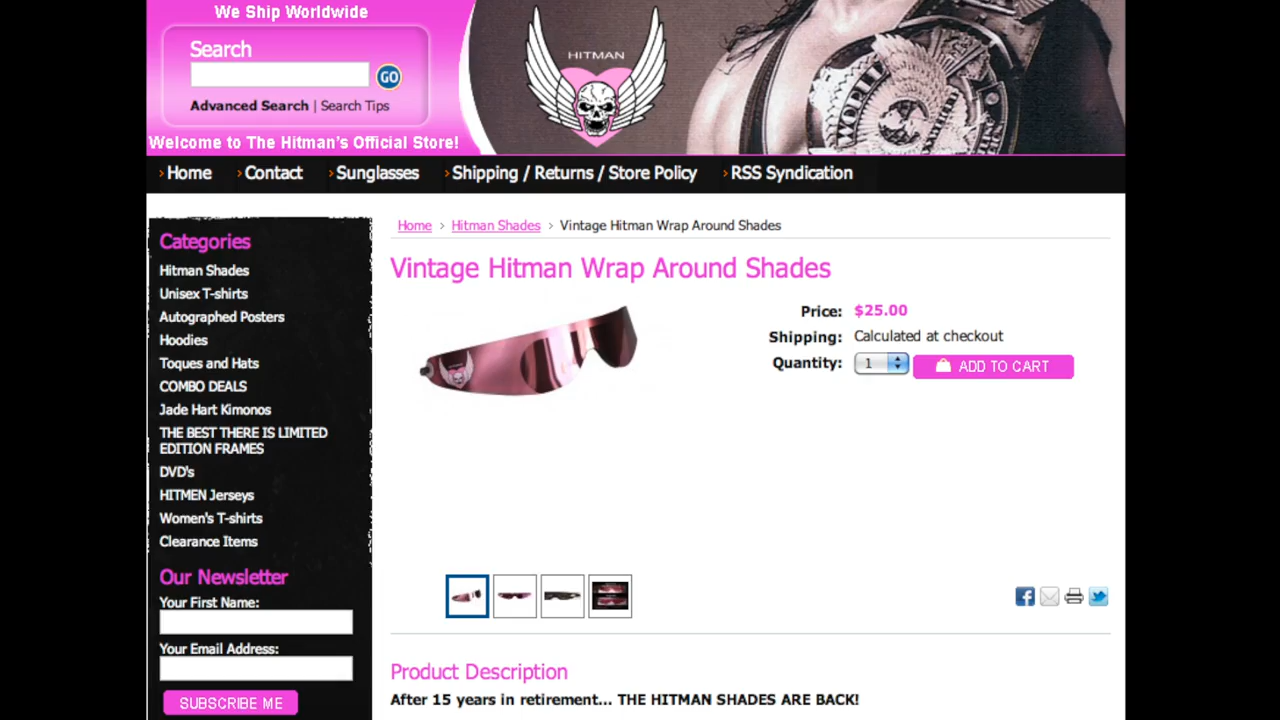 We Ship Worldwide
Search
GO
Advanced Search | Search Tips
Welcome to The Hitman's Official Store!
HITMAN
WORLD
Home
Contact
Sunglasses
Shipping / Returns / Store Policy
RSS Syndication
Categories
Hitman Shades
Unisex T-shirts
Autographed Posters
Hoodies
Toques and Hats
COMBO DEALS
Jade Hart Kimonos
THE BEST THERE IS LIMITED
EDITION FRAMES
DVD's
HITMEN Jerseys
Women's T-shirts
Clearance Items
Our Newsletter
Your First Name:
Your Email Address:
SUBSCRIBE ME
Home > Hitman Shades > Vintage Hitman Wrap Around Shades
Vintage Hitman Wrap Around Shades
HITMAN
Price: $25.00
Shipping: Calculated at checkout
Quantity: 1 ADD TO CART
Product Description
After 15 years in retirement... THE HITMAN SHADES ARE BACK!